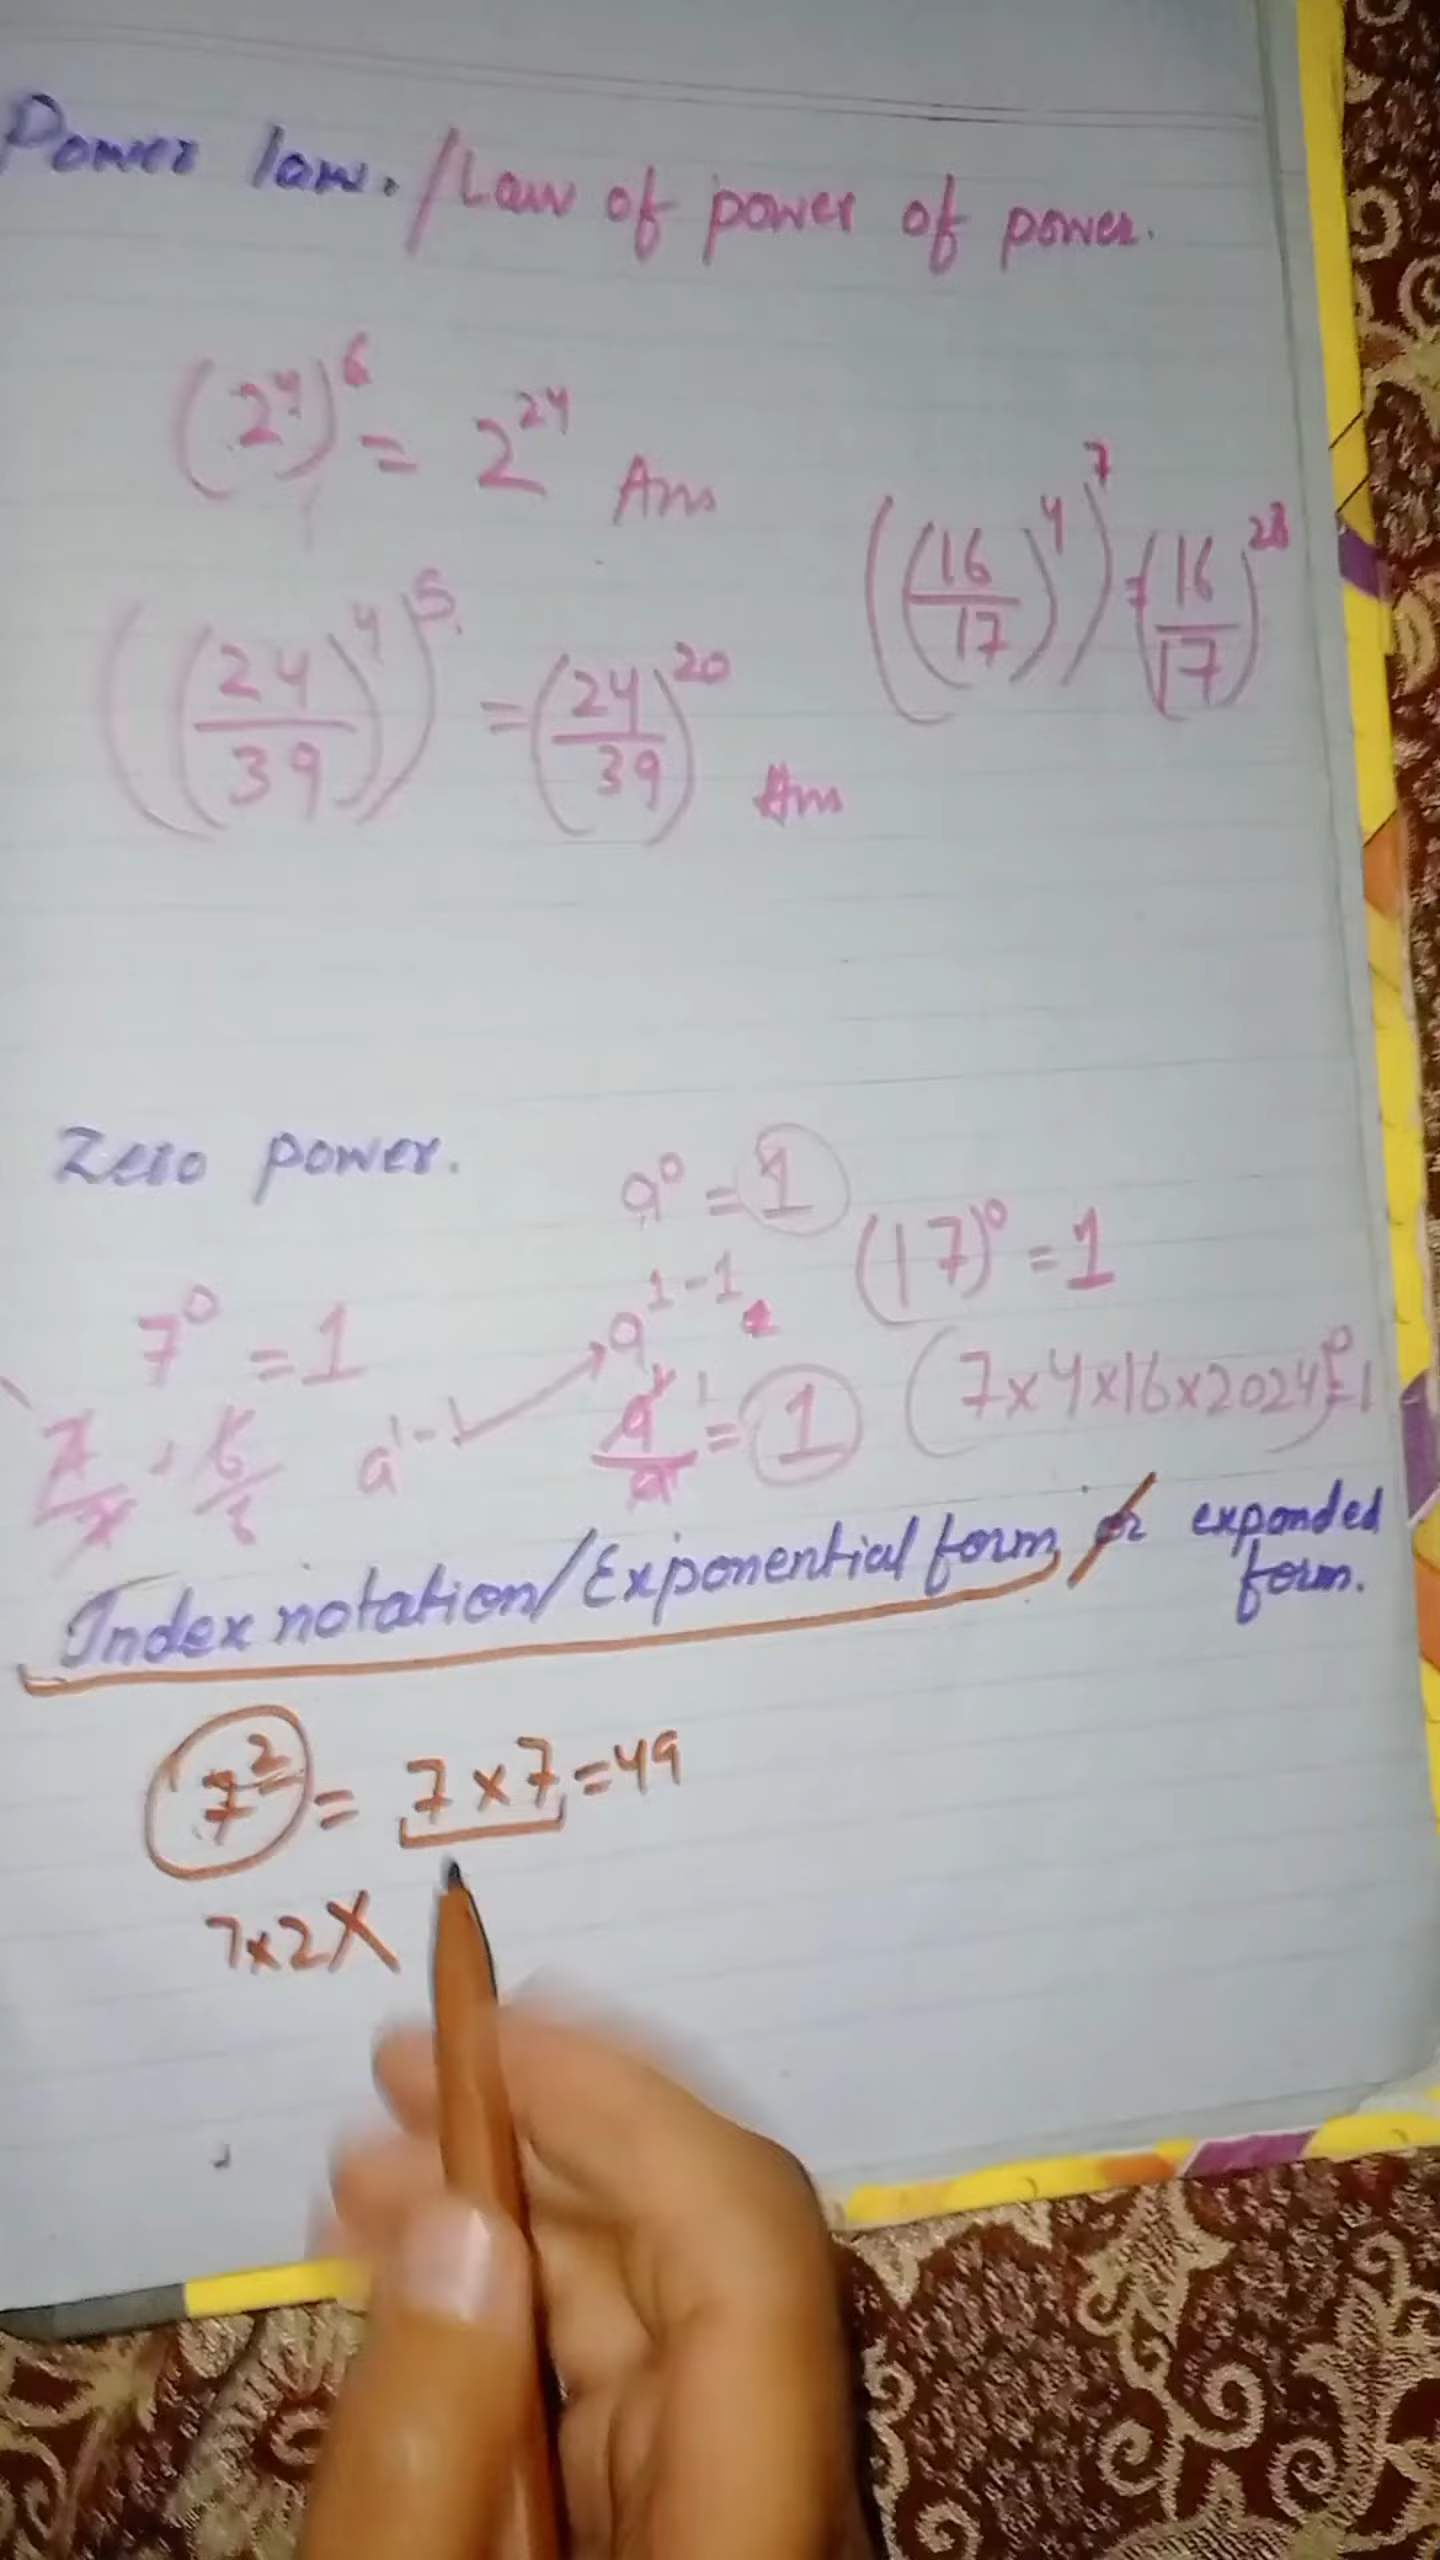 Power law. / Law of power of power.
(2⁴)⁶ = 2²⁴ Ans
((16/17)⁴)⁷ = (16/17)²⁸
((24/39)⁴)⁵ = (24/39)²⁰ Ans
Zero power.
a⁰ = 1
(17)⁰ = 1
7⁰ = 1
a¹⁻¹
(7×4×16×2024)⁰ = 1
a¹⁻¹
a¹/a¹ = 1
Index notation/Exponential form or expanded form.
7² = 7 × 7 = 49
7×2 X